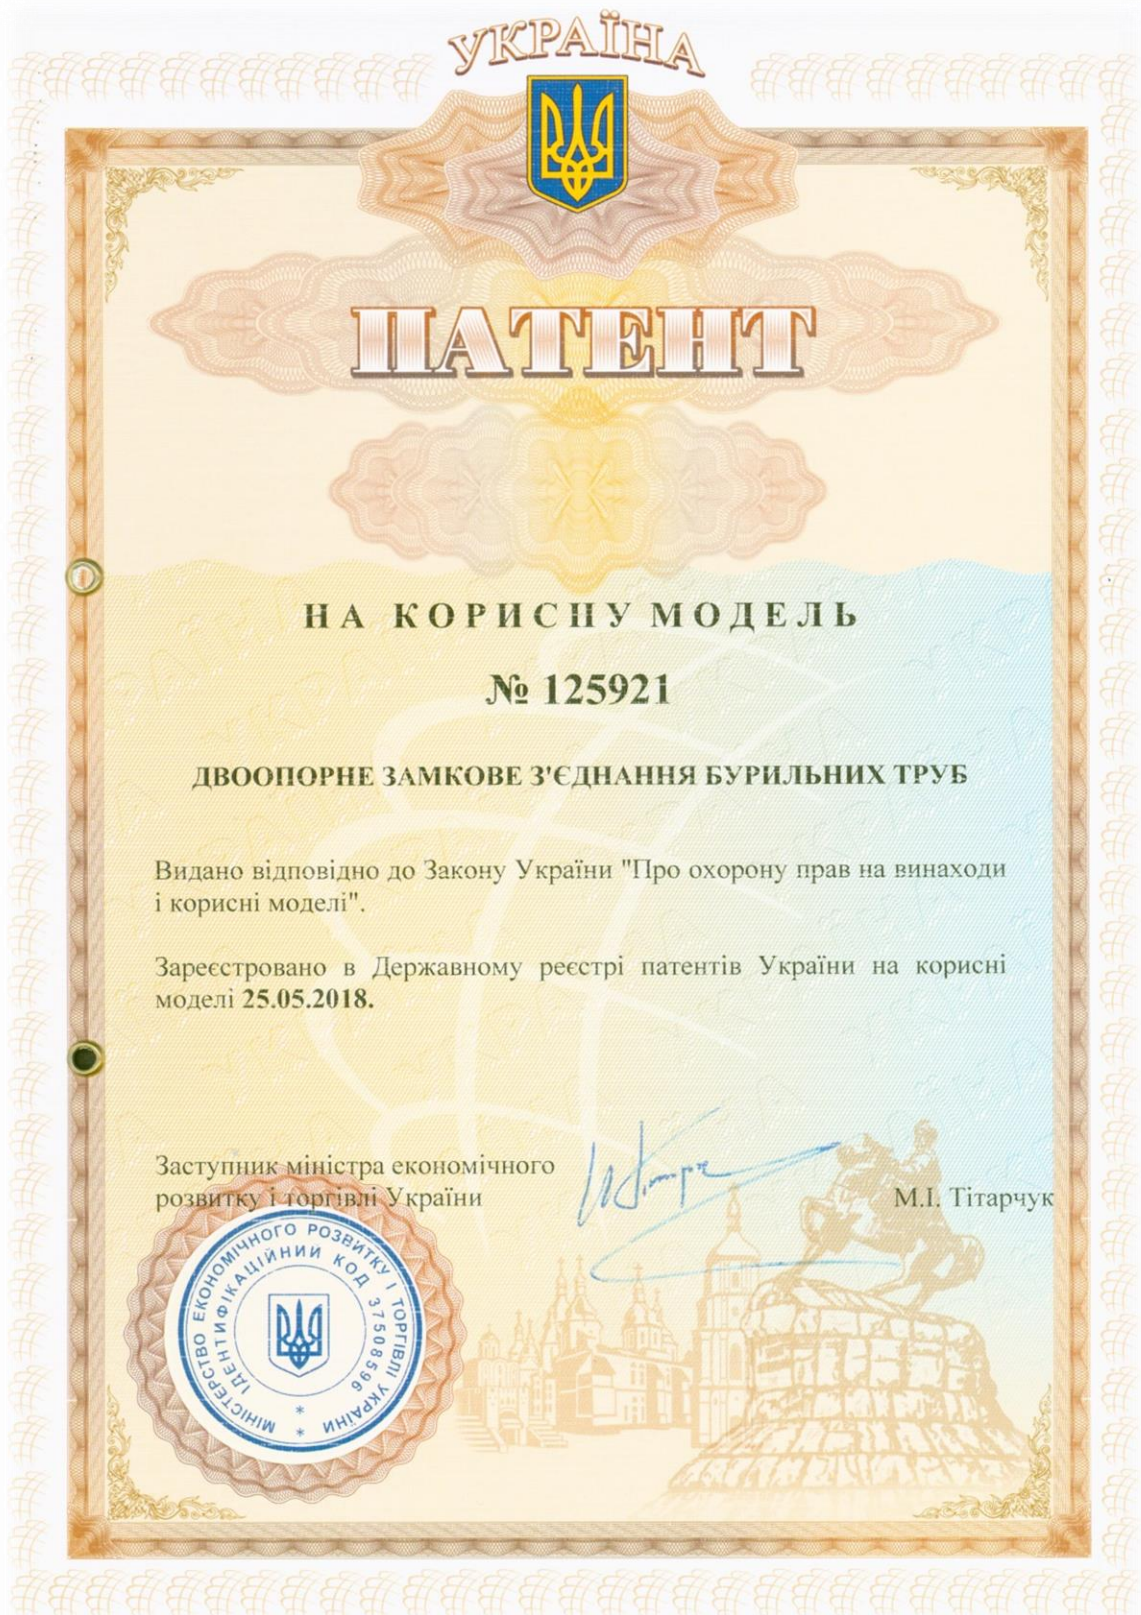 УКРАЇНА
ПАТЕНТ
НА КОРИСНУ МОДЕЛЬ
№ 125921
ДВООПОРНЕ ЗАМКОВЕ З'ЄДНАННЯ БУРИЛЬНИХ ТРУБ
Видано відповідно до Закону України "Про охорону прав на винаходи
і корисні моделі".
Зареєстровано в Державному реєстрі патентів України на корисні
моделі 25.05.2018.
Заступник міністра економічного
розвитку і торгівлі України
М.І. Тітарчук
МІНІСТЕРСТВО ЕКОНОМІЧНОГО РОЗВИТКУ І ТОРГІВЛІ УКРАЇНИ *
ІДЕНТИФІКАЦІЙНИЙ КОД 37508596 *